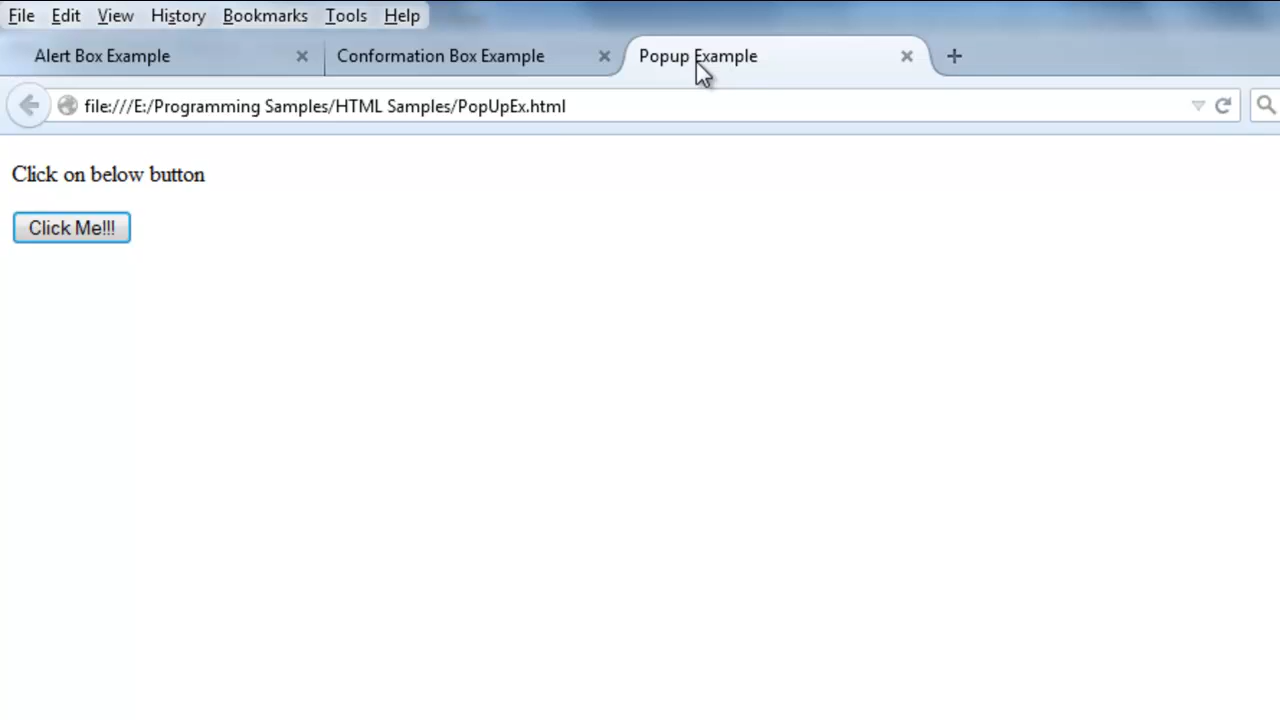 File Edit View History Bookmarks Tools Help
Alert Box Example Conformation Box Example Popup Example
file:///E:/Programming Samples/HTML Samples/PopUpEx.html
Click on below button
Click Me!!!